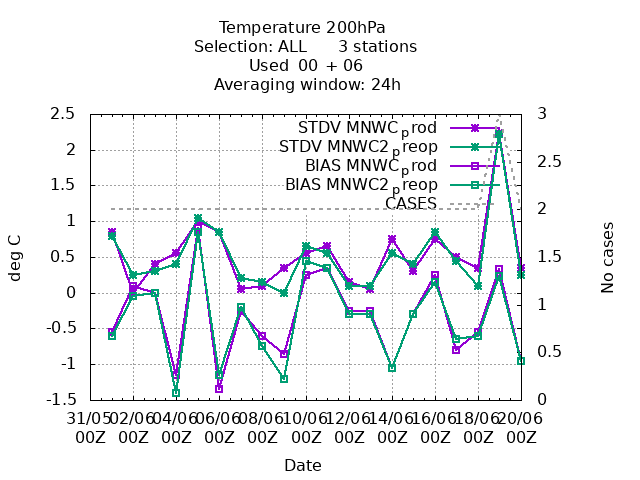 Temperature 200hPa
Selection: ALL 3 stations
Used 00 + 06
Averaging window: 24h
STDV MNWC_prod
STDV MNWC2_preop
BIAS MNWC_prod
BIAS MNWC2_preop
CASES
2.5
2
1.5
1
0.5
0
-0.5
-1
-1.5
deg C
3
2.5
2
1.5
1
0.5
0
No cases
31/05 02/06 04/06 06/06 08/06 10/06 12/06 14/06 16/06 18/06 20/06
00Z 00Z 00Z 00Z 00Z 00Z 00Z 00Z 00Z 00Z 00Z
Date